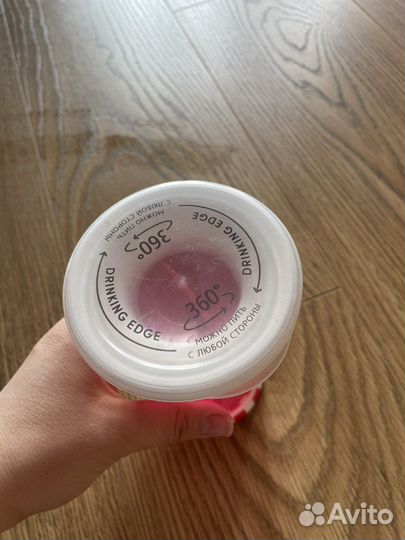 360°
МОЖНО ПИТЬ
С ЛЮБОЙ СТОРОНЫ
DRINKING EDGE
360°
МОЖНО ПИТЬ
С ЛЮБОЙ СТОРОНЫ
DRINKING EDGE
Avito